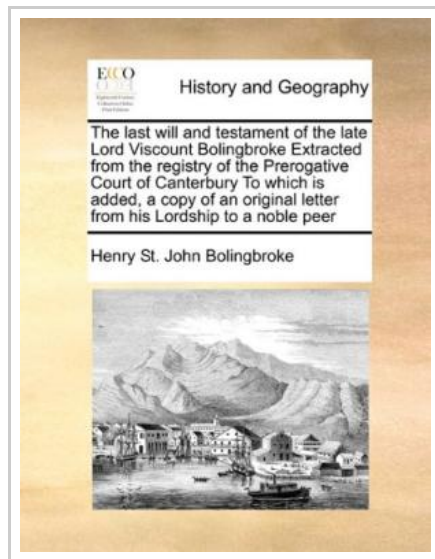 ECCO
History and Geography
The last will and testament of the late
Lord Viscount Bolingbroke Extracted
from the registry of the Prerogative
Court of Canterbury To which is
added, a copy of an original letter
from his Lordship to a noble peer
Henry St. John Bolingbroke